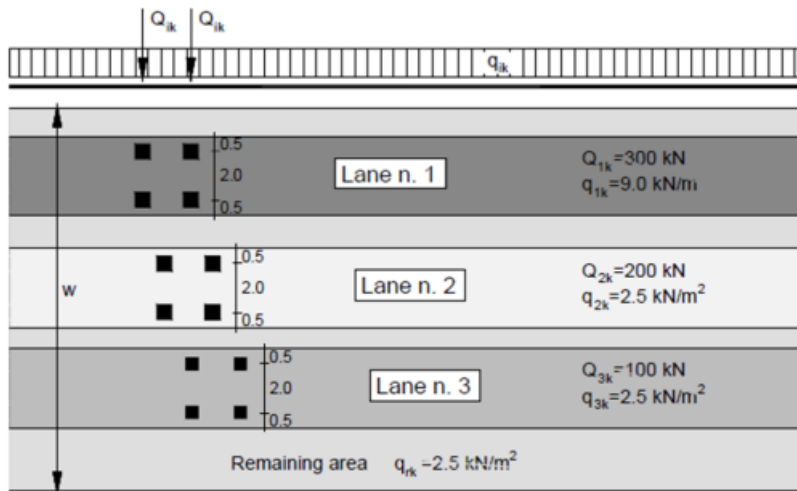 Qik Qik
qik
0.5
2.0
0.5
Lane n. 1
Q1k=300 kN
q1k=9.0 kN/m
w
0.5
2.0
0.5
Lane n. 2
Q2k=200 kN
q2k=2.5 kN/m²
0.5
2.0
0.5
Lane n. 3
Q3k=100 kN
q3k=2.5 kN/m²
Remaining area qrk=2.5 kN/m²